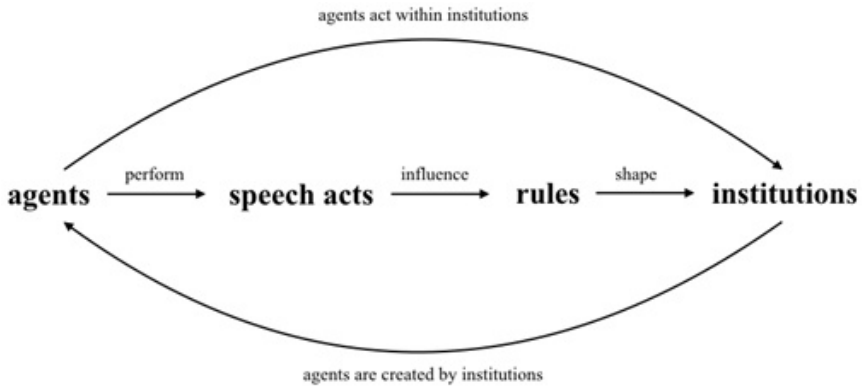 agents act within institutions
perform
influence
shape
agents
speech acts
rules
institutions
agents are created by institutions